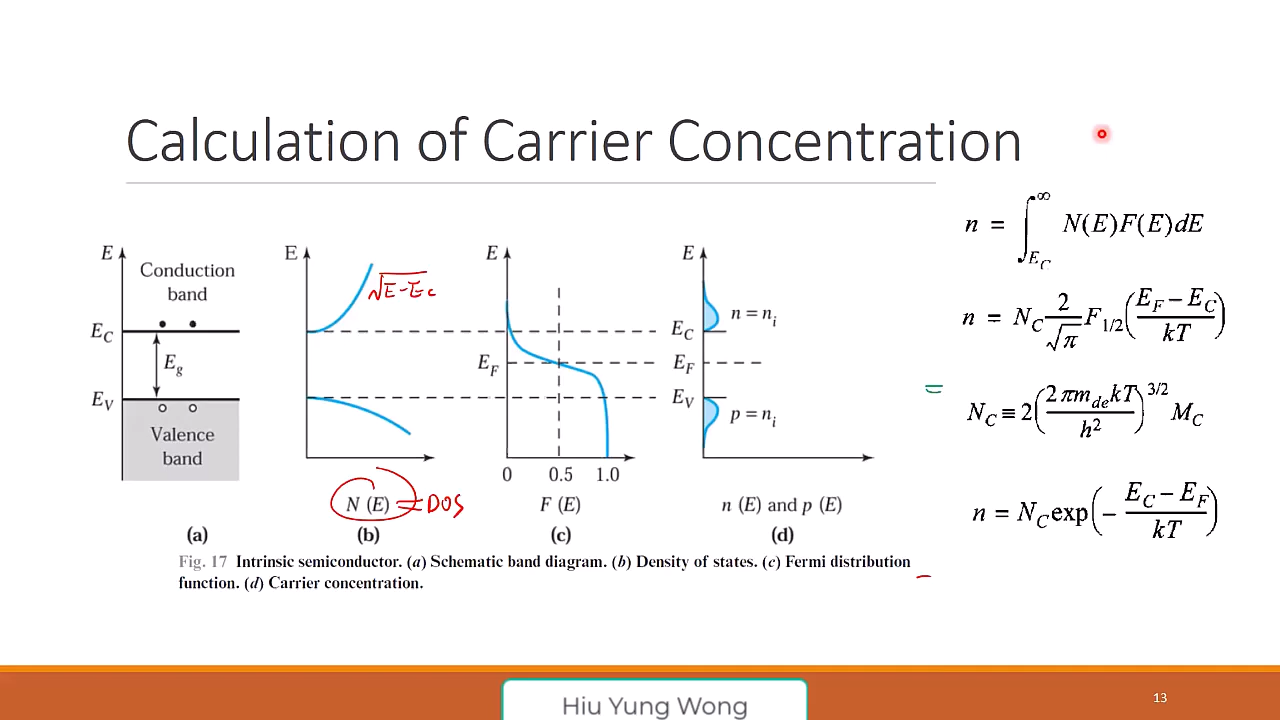 Calculation of Carrier Concentration
E
Conduction
band
E_C
E_g
E_V
Valence
band
(a)
E
√E-Ec
N (E) = DOS
(b)
E
E_F
0 0.5 1.0
F (E)
(c)
E
n = n_i
E_C
E_F
E_V
p = n_i
n (E) and p (E)
(d)
Fig. 17 Intrinsic semiconductor. (a) Schematic band diagram. (b) Density of states. (c) Fermi distribution
function. (d) Carrier concentration.
n = ∫_{E_C}^∞ N(E)F(E)dE
n = N_C 2/√π F_{1/2}((E_F − E_C)/kT)
=
N_C ≡ 2(2πm_{de}kT/h²)^{3/2} M_C
n = N_C exp(−(E_C − E_F)/kT)
Hiu Yung Wong
13